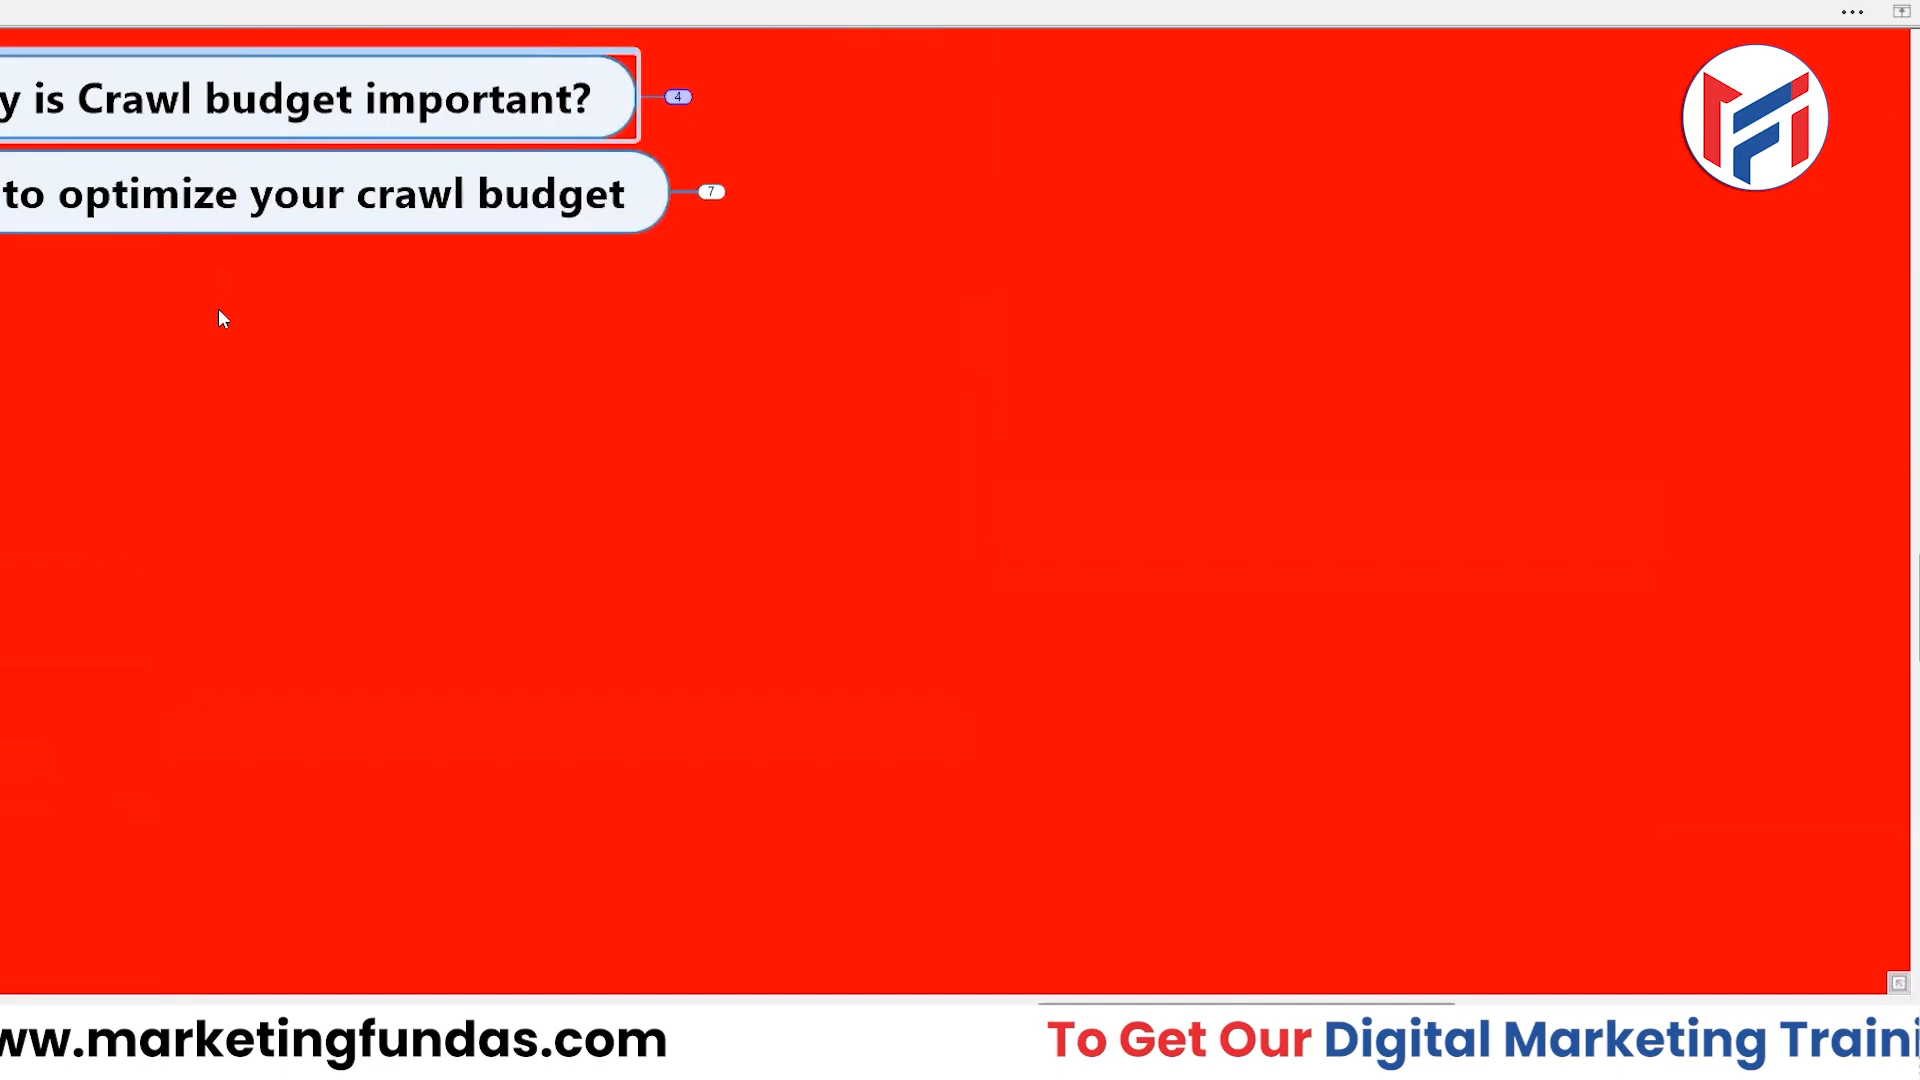 y is Crawl budget important?
4
to optimize your crawl budget
7
ww.marketingfundas.com
To Get Our Digital Marketing Traini